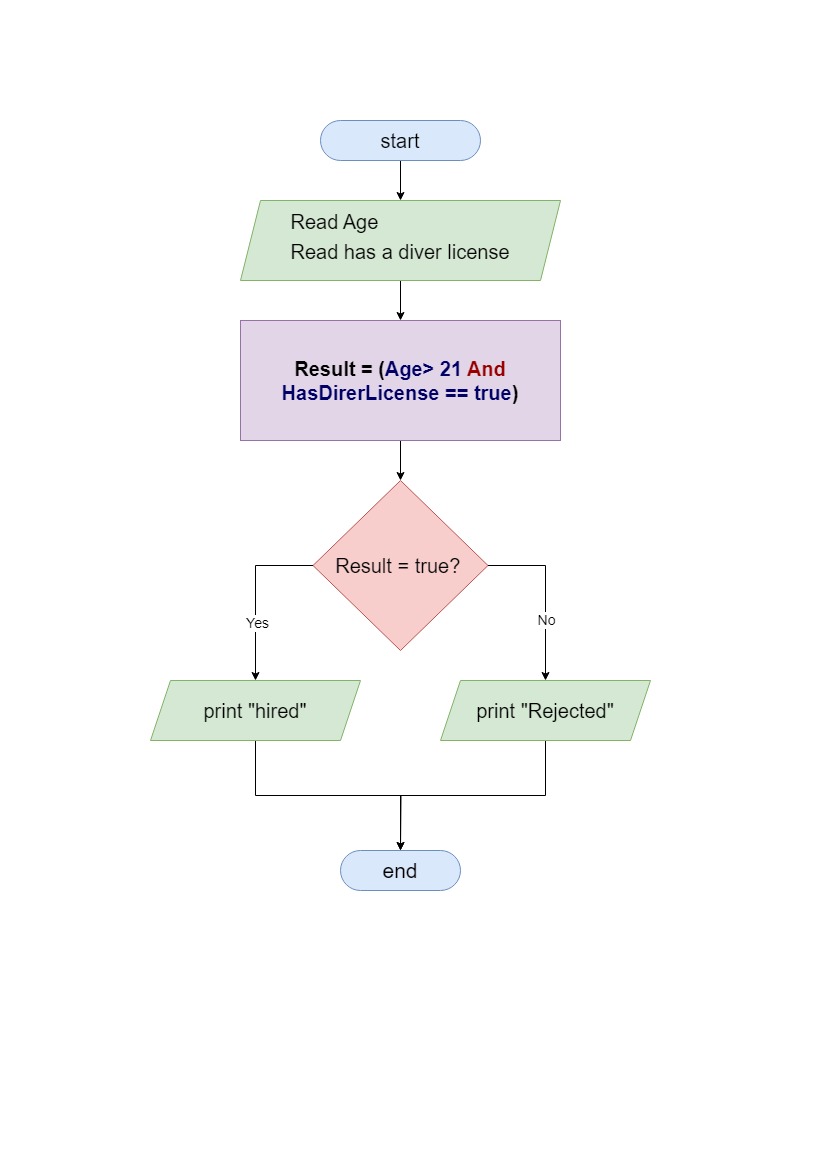 start
Read Age
Read has a diver license
Result = (Age> 21 And
HasDirerLicense == true)
Result = true?
Yes
No
print "hired"
print "Rejected"
end